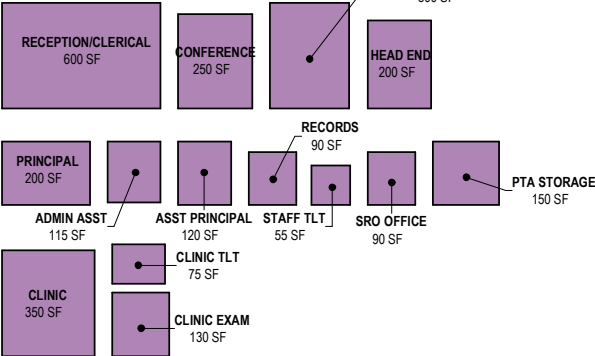 300 SF
RECEPTION/CLERICAL
600 SF
CONFERENCE
250 SF
HEAD END
200 SF
RECORDS
90 SF
PRINCIPAL
200 SF
PTA STORAGE
150 SF
ADMIN ASST
115 SF
ASST PRINCIPAL
120 SF
STAFF TLT
55 SF
SRO OFFICE
90 SF
CLINIC TLT
75 SF
CLINIC
350 SF
CLINIC EXAM
130 SF